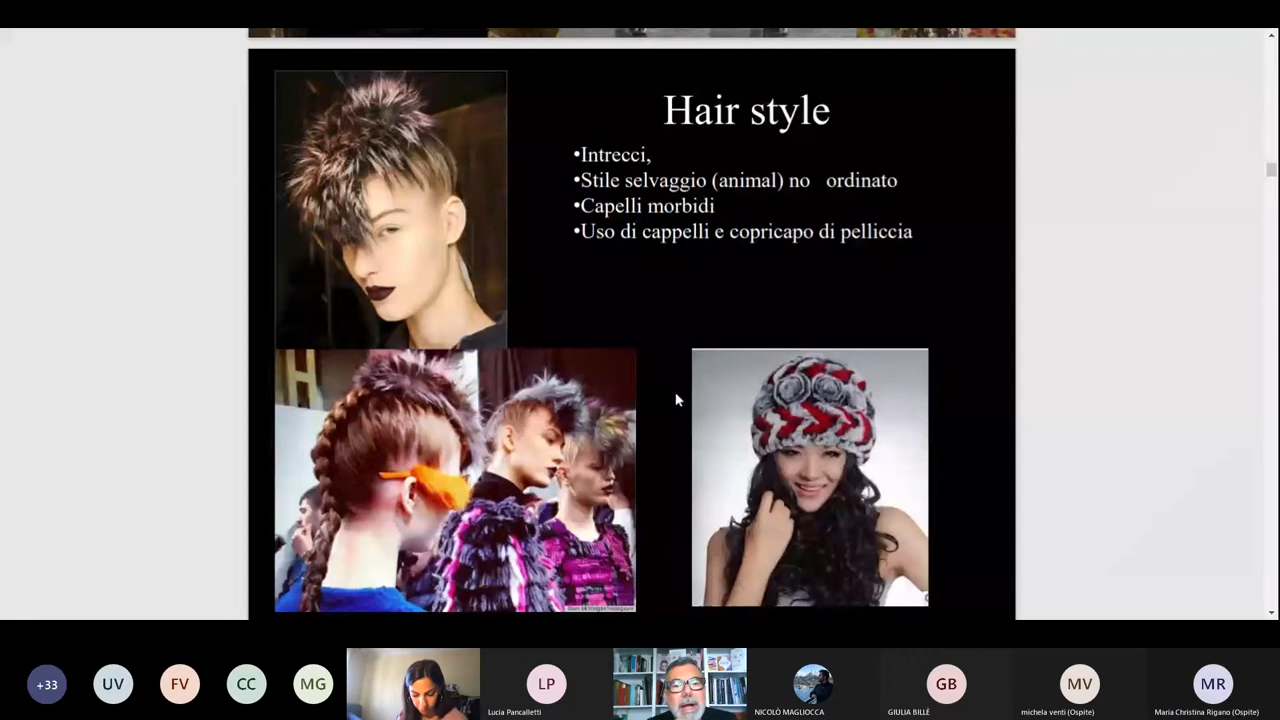 Hair style
•Intrecci,
•Stile selvaggio (animal) no ordinato
•Capelli morbidi
•Uso di cappelli e copricapo di pelliccia
+33
UV
FV
CC
MG
LP
GB
MV
MR
Lucia Pancalletti
NICOLÒ MAGLIOCCA
GIULIA BILLÈ
michela venti (Ospite)
Maria Christina Rigano (Ospite)